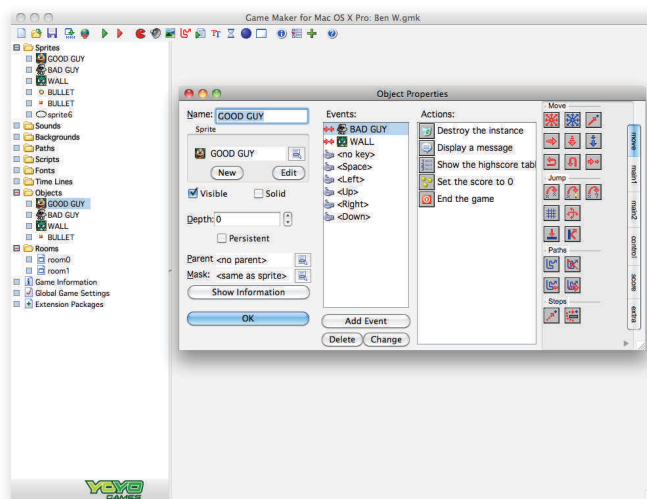 Game Maker for Mac OS X Pro: Ben W.gmk
Sprites
GOOD GUY
BAD GUY
WALL
BULLET
BULLET
sprite6
Sounds
Backgrounds
Paths
Scripts
Fonts
Time Lines
Objects
GOOD GUY
BAD GUY
WALL
BULLET
Rooms
room0
room1
Game Information
Global Game Settings
Extension Packages
YOYO
GAMES
Object Properties
Name: GOOD GUY
Sprite
GOOD GUY
New Edit
Visible Solid
Depth: 0
Persistent
Parent <no parent>
Mask: <same as sprite>
Show Information
OK
Events:
BAD GUY
WALL
<no key>
<Space>
<Left>
<Up>
<Right>
<Down>
Add Event
Delete Change
Actions:
Destroy the instance
Display a message
Show the highscore tabl
Set the score to 0
End the game
Move
Jump
Paths
Steps
move
main1
main2
control
score
extra